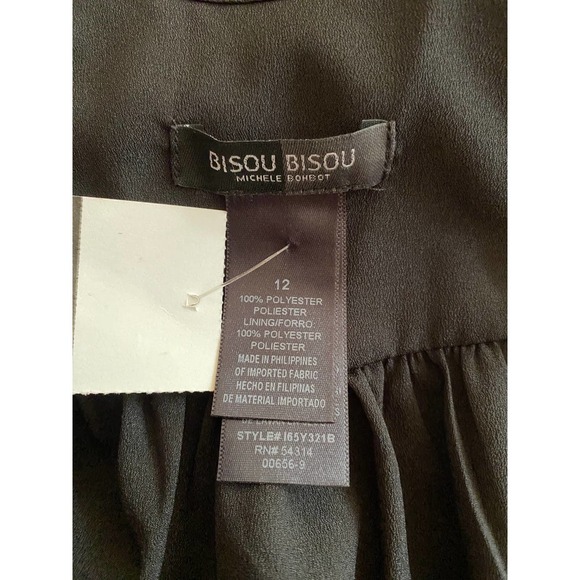 BISOU BISOU
MICHELE BOHBOT
12
100% POLYESTER
POLIESTER
LINING/FORRO:
100% POLYESTER
POLIESTER
MADE IN PHILIPPINES
OF IMPORTED FABRIC
HECHO EN FILIPINAS
DE MATERIAL IMPORTADO
STYLE# I65Y321B
RN# 54314
00656-9